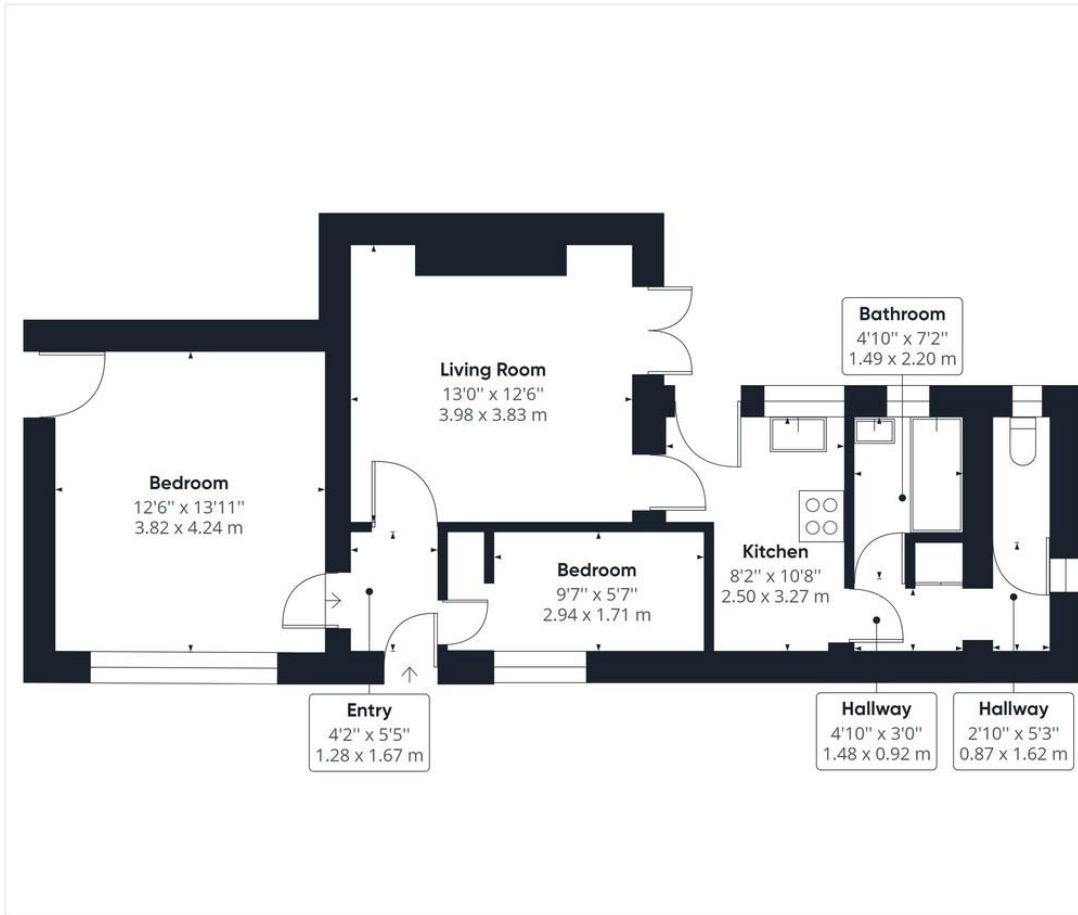 Bathroom
4'10'' x 7'2''
1.49 x 2.20 m
Living Room
13'0'' x 12'6''
3.98 x 3.83 m
Bedroom
12'6'' x 13'11''
3.82 x 4.24 m
Kitchen
8'2'' x 10'8''
2.50 x 3.27 m
Bedroom
9'7'' x 5'7''
2.94 x 1.71 m
Entry
4'2'' x 5'5''
1.28 x 1.67 m
Hallway
4'10'' x 3'0''
1.48 x 0.92 m
Hallway
2'10'' x 5'3''
0.87 x 1.62 m